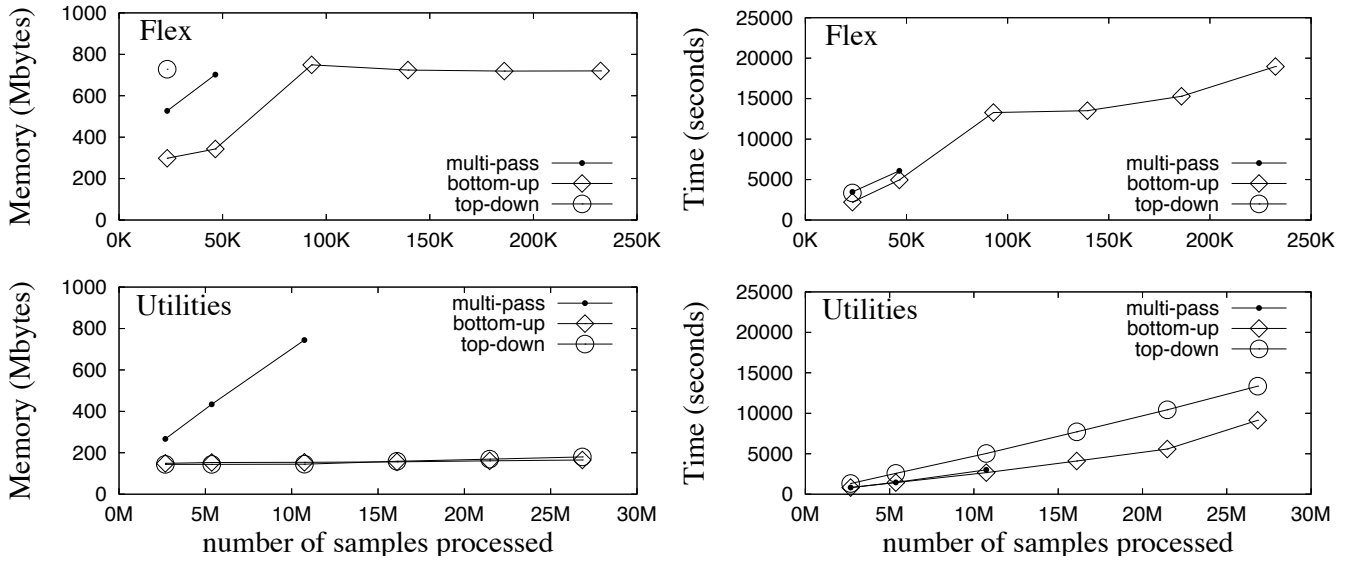 Memory (Mbytes)
1000
800
600
400
200
0
Flex
multi-pass
bottom-up
top-down
0K 50K 100K 150K 200K 250K
Time (seconds)
25000
20000
15000
10000
5000
0
Flex
multi-pass
bottom-up
top-down
0K 50K 100K 150K 200K 250K
Memory (Mbytes)
1000
800
600
400
200
0
Utilities
multi-pass
bottom-up
top-down
0M 5M 10M 15M 20M 25M 30M
number of samples processed
Time (seconds)
25000
20000
15000
10000
5000
0
Utilities
multi-pass
bottom-up
top-down
0M 5M 10M 15M 20M 25M 30M
number of samples processed